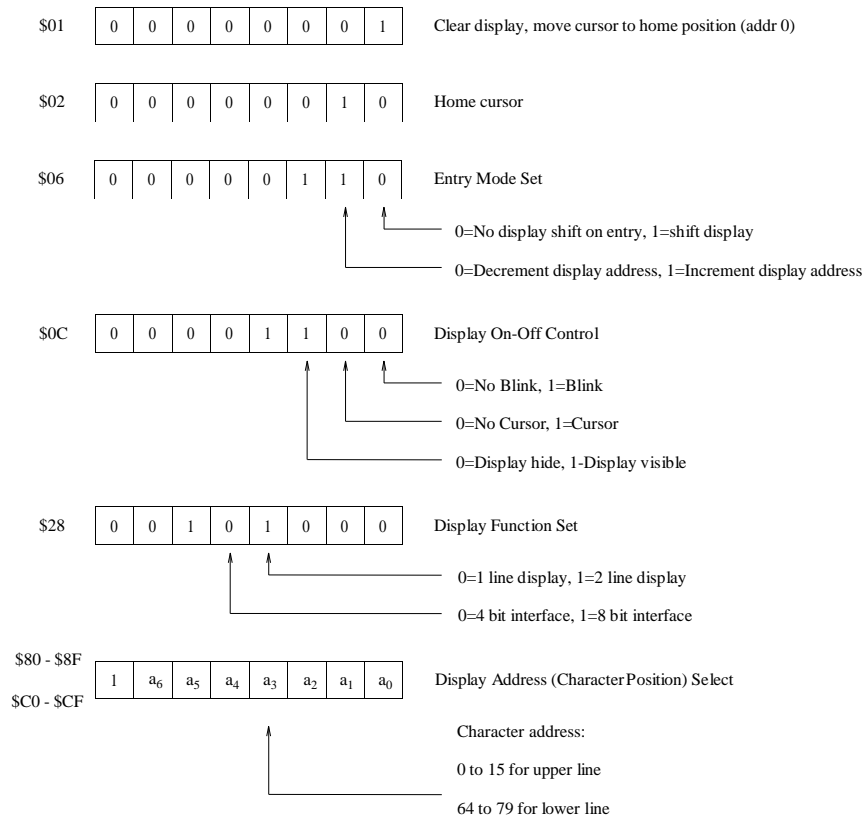 $01 0 0 0 0 0 0 0 1 Clear display, move cursor to home position (addr 0)
$02 0 0 0 0 0 0 1 0 Home cursor
$06 0 0 0 0 0 1 1 0 Entry Mode Set
0=No display shift on entry, 1=shift display
0=Decrement display address, 1=Increment display address
$0C 0 0 0 0 1 1 0 0 Display On-Off Control
0=No Blink, 1=Blink
0=No Cursor, 1=Cursor
0=Display hide, 1-Display visible
$28 0 0 1 0 1 0 0 0 Display Function Set
0=1 line display, 1=2 line display
0=4 bit interface, 1=8 bit interface
$80 - $8F
1 a6 a5 a4 a3 a2 a1 a0 Display Address (Character Position) Select
$C0 - $CF
Character address:
0 to 15 for upper line
64 to 79 for lower line